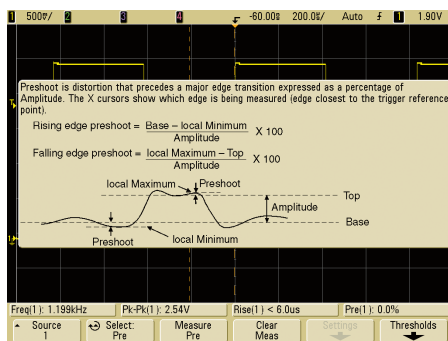 1 500▿/ 2 3 4 -60.00▿ 200.0▿/ Auto 1 1.90V
Preshoot is distortion that precedes a major edge transition expressed as a percentage of
Amplitude. The X cursors show which edge is being measured (edge closest to the trigger reference
point).
Rising edge preshoot = Base – local Minimum
Amplitude
X 100
Falling edge preshoot = local Maximum – Top
Amplitude
X 100
local Maximum
Preshoot
Top
Amplitude
Base
Preshoot
local Minimum
Freq(1): 1.199kHz Pk-Pk(1): 2.54V Rise(1) < 6.0us Pre(1): 0.0%
Source
1
Select:
Pre
Measure
Pre
Clear
Meas
Settings
Thresholds